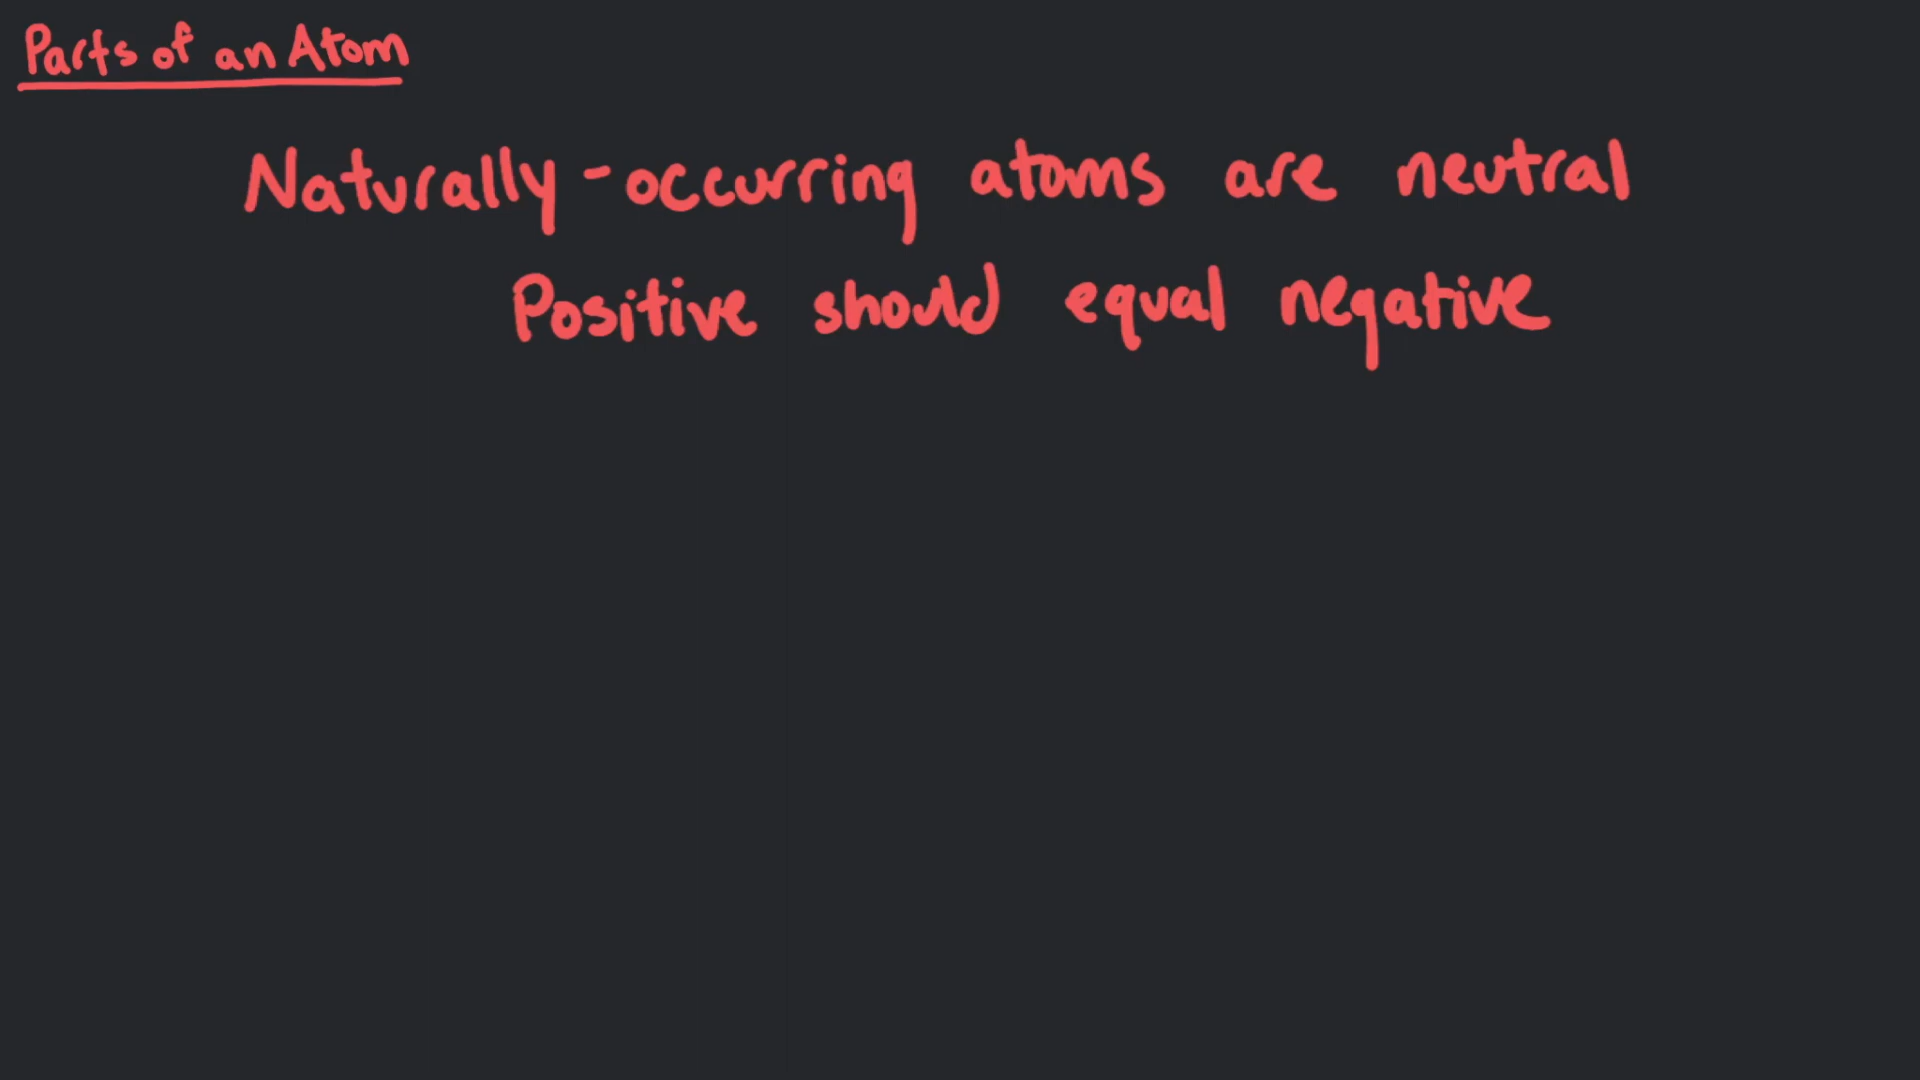 Parts of an Atom
Naturally-occurring atoms are neutral
Positive should equal negative